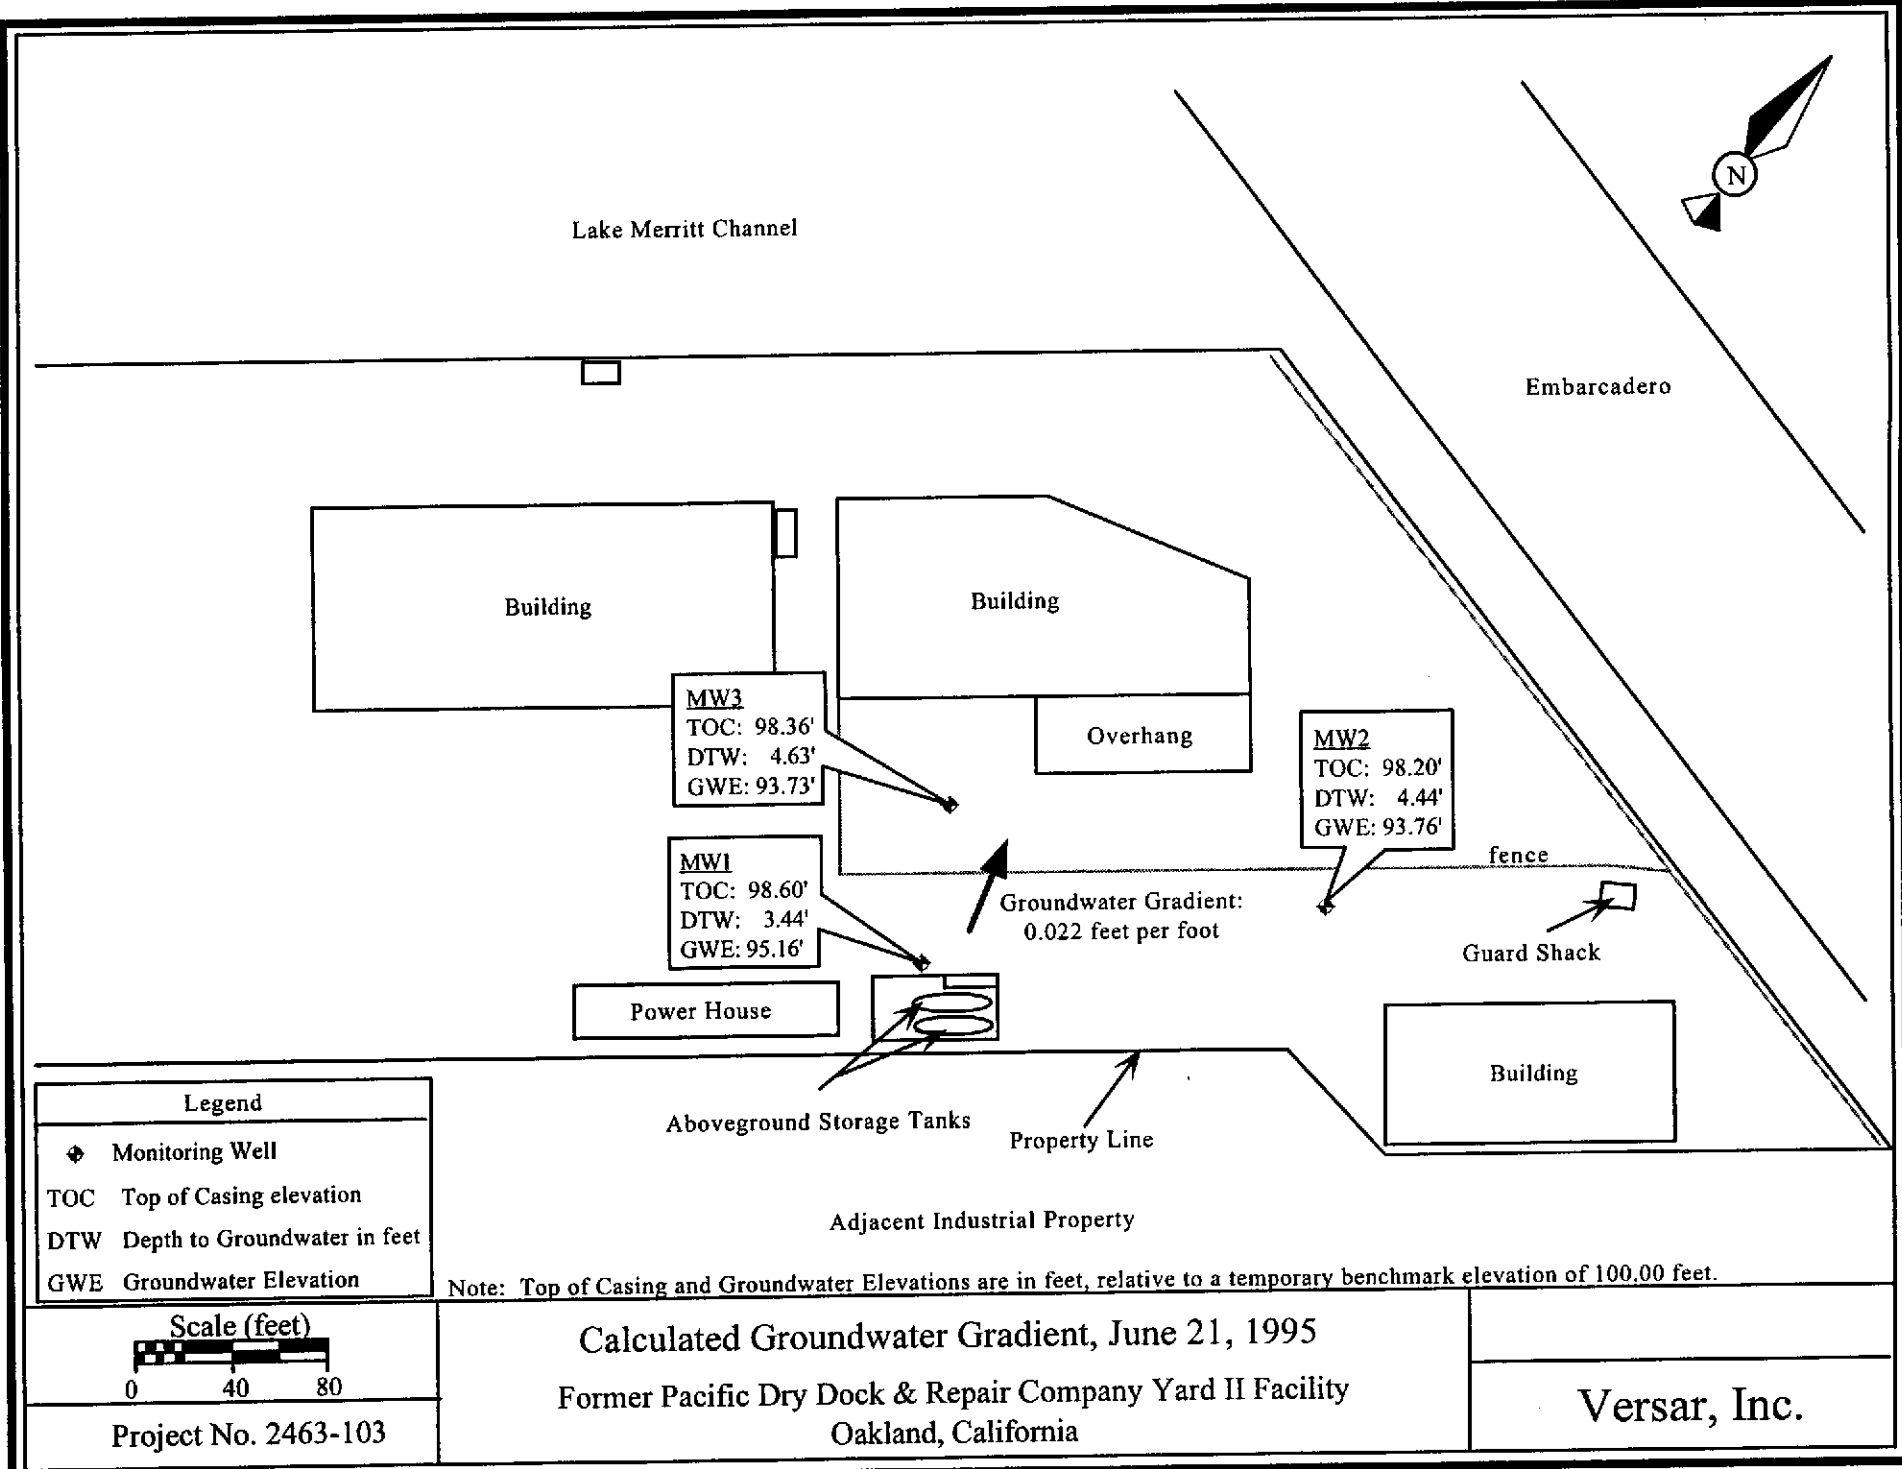 N
Lake Merritt Channel
Embarcadero
Building
Building
MW3
TOC: 98.36'
DTW: 4.63'
GWE: 93.73'
Overhang
MW2
TOC: 98.20'
DTW: 4.44'
GWE: 93.76'
MW1
TOC: 98.60'
DTW: 3.44'
GWE: 95.16'
fence
Groundwater Gradient:
0.022 feet per foot
Guard Shack
Power House
Building
Aboveground Storage Tanks
Property Line
Legend
Monitoring Well
TOC Top of Casing elevation
DTW Depth to Groundwater in feet
GWE Groundwater Elevation
Adjacent Industrial Property
Note: Top of Casing and Groundwater Elevations are in feet, relative to a temporary benchmark elevation of 100.00 feet.
Scale (feet)
0 40 80
Project No. 2463-103
Calculated Groundwater Gradient, June 21, 1995
Former Pacific Dry Dock & Repair Company Yard II Facility
Oakland, California
Versar, Inc.